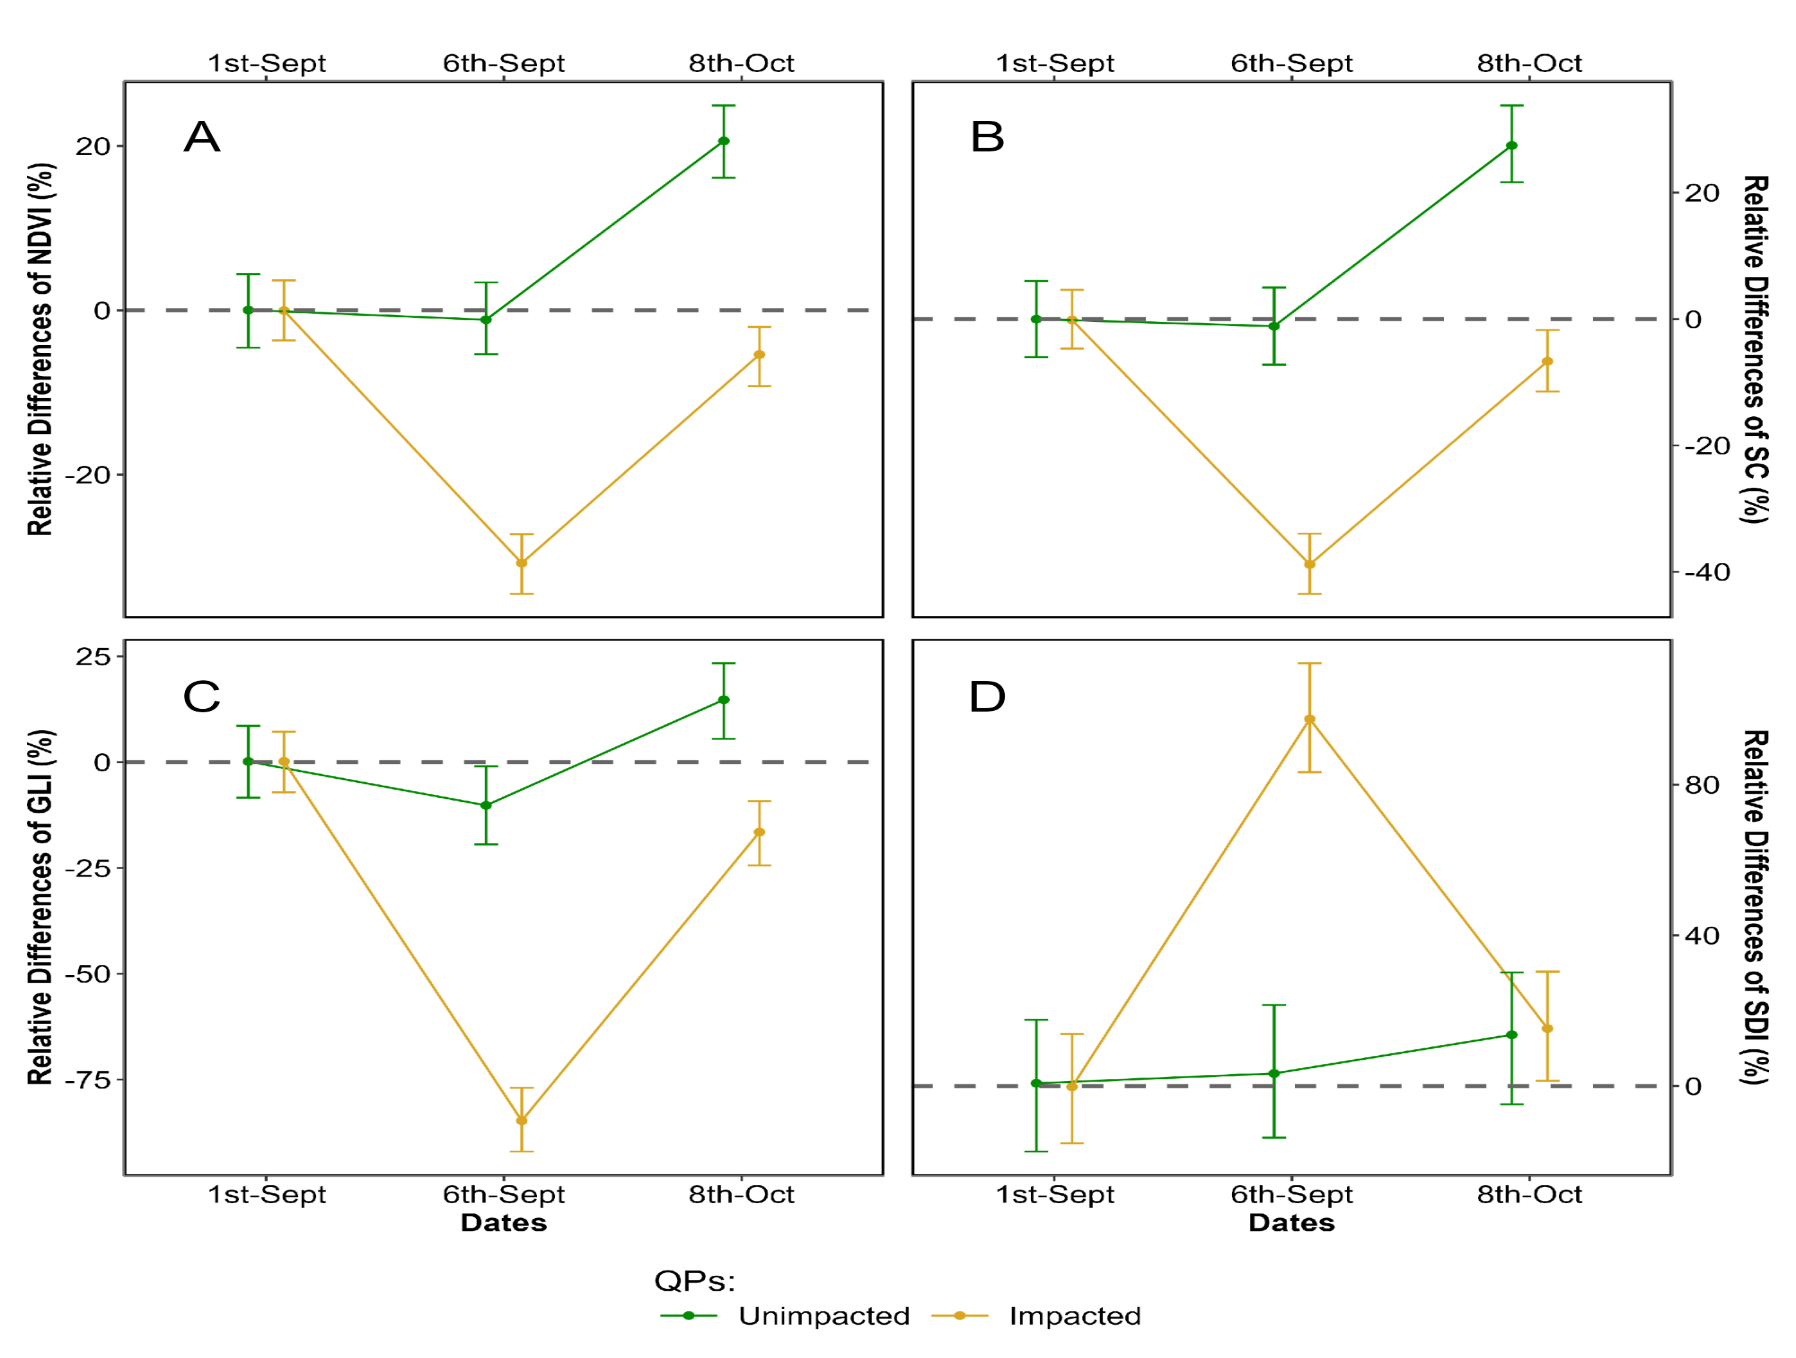 1st-Sept 6th-Sept 8th-Oct
1st-Sept 6th-Sept 8th-Oct
A
20
0
-20
Relative Differences of NDVI (%)
B
20
0
-20
-40
Relative Differences of SC (%)
C
25
0
-25
-50
-75
Relative Differences of GLI (%)
D
80
40
0
Relative Differences of SDI (%)
1st-Sept 6th-Sept 8th-Oct
Dates
1st-Sept 6th-Sept 8th-Oct
Dates
QPs:
Unimpacted Impacted